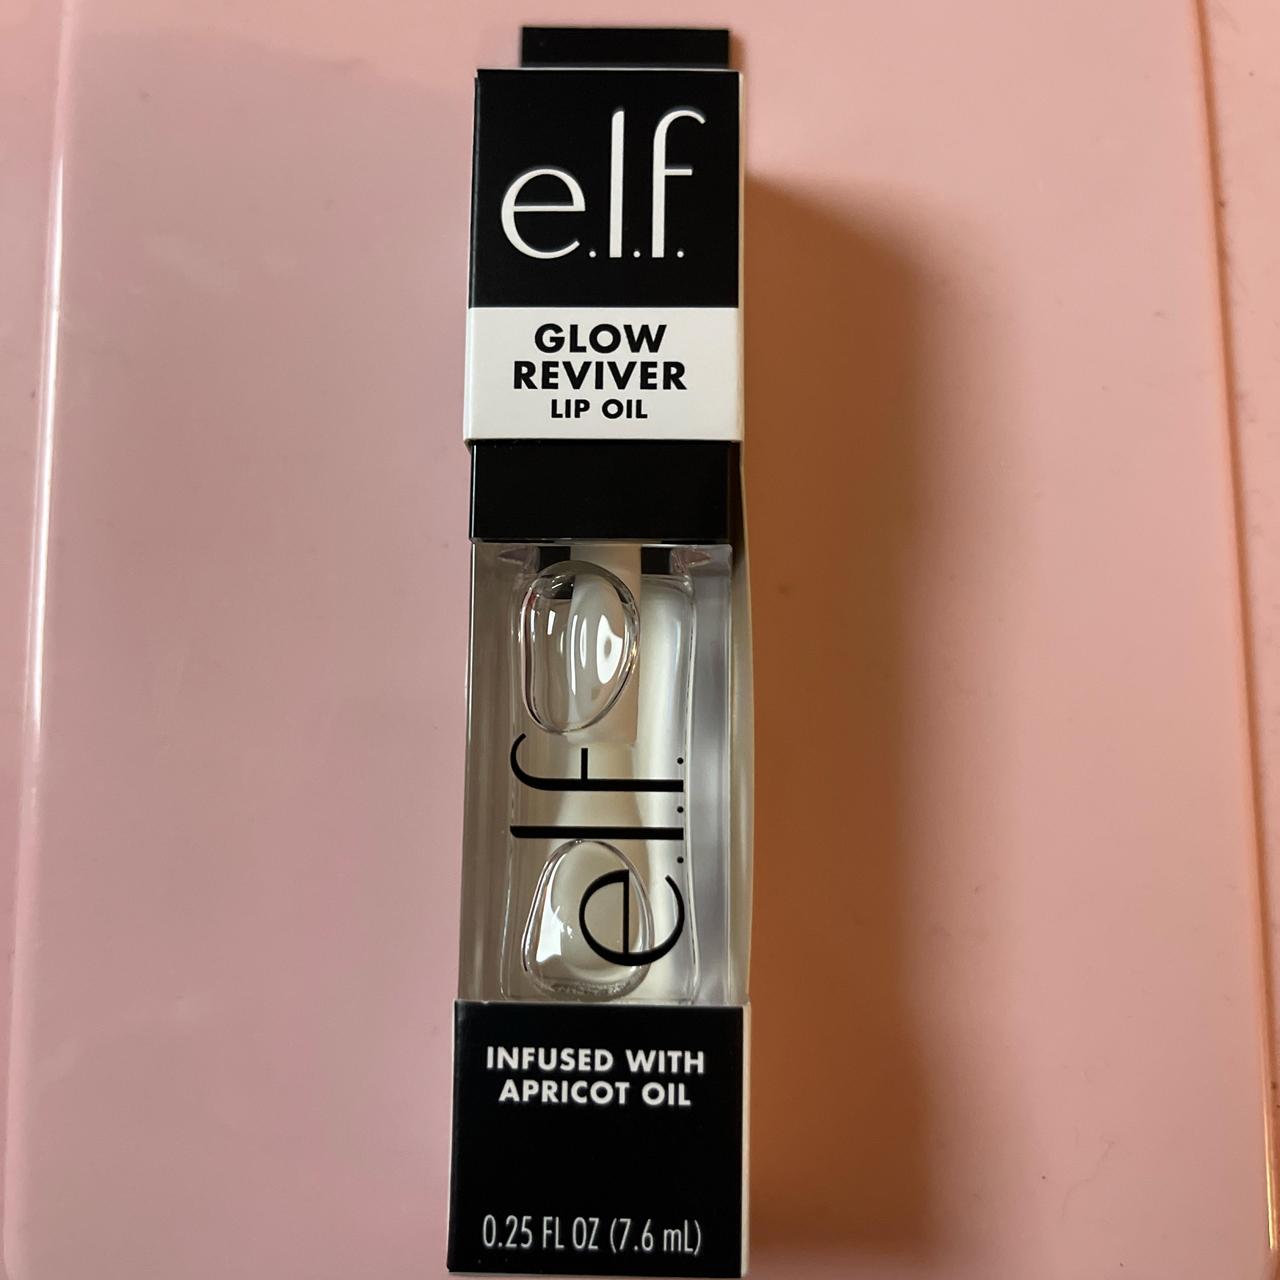 e.l.f.
GLOW
REVIVER
LIP OIL
e.l.f.
INFUSED WITH
APRICOT OIL
0.25 FL OZ (7.6 mL)